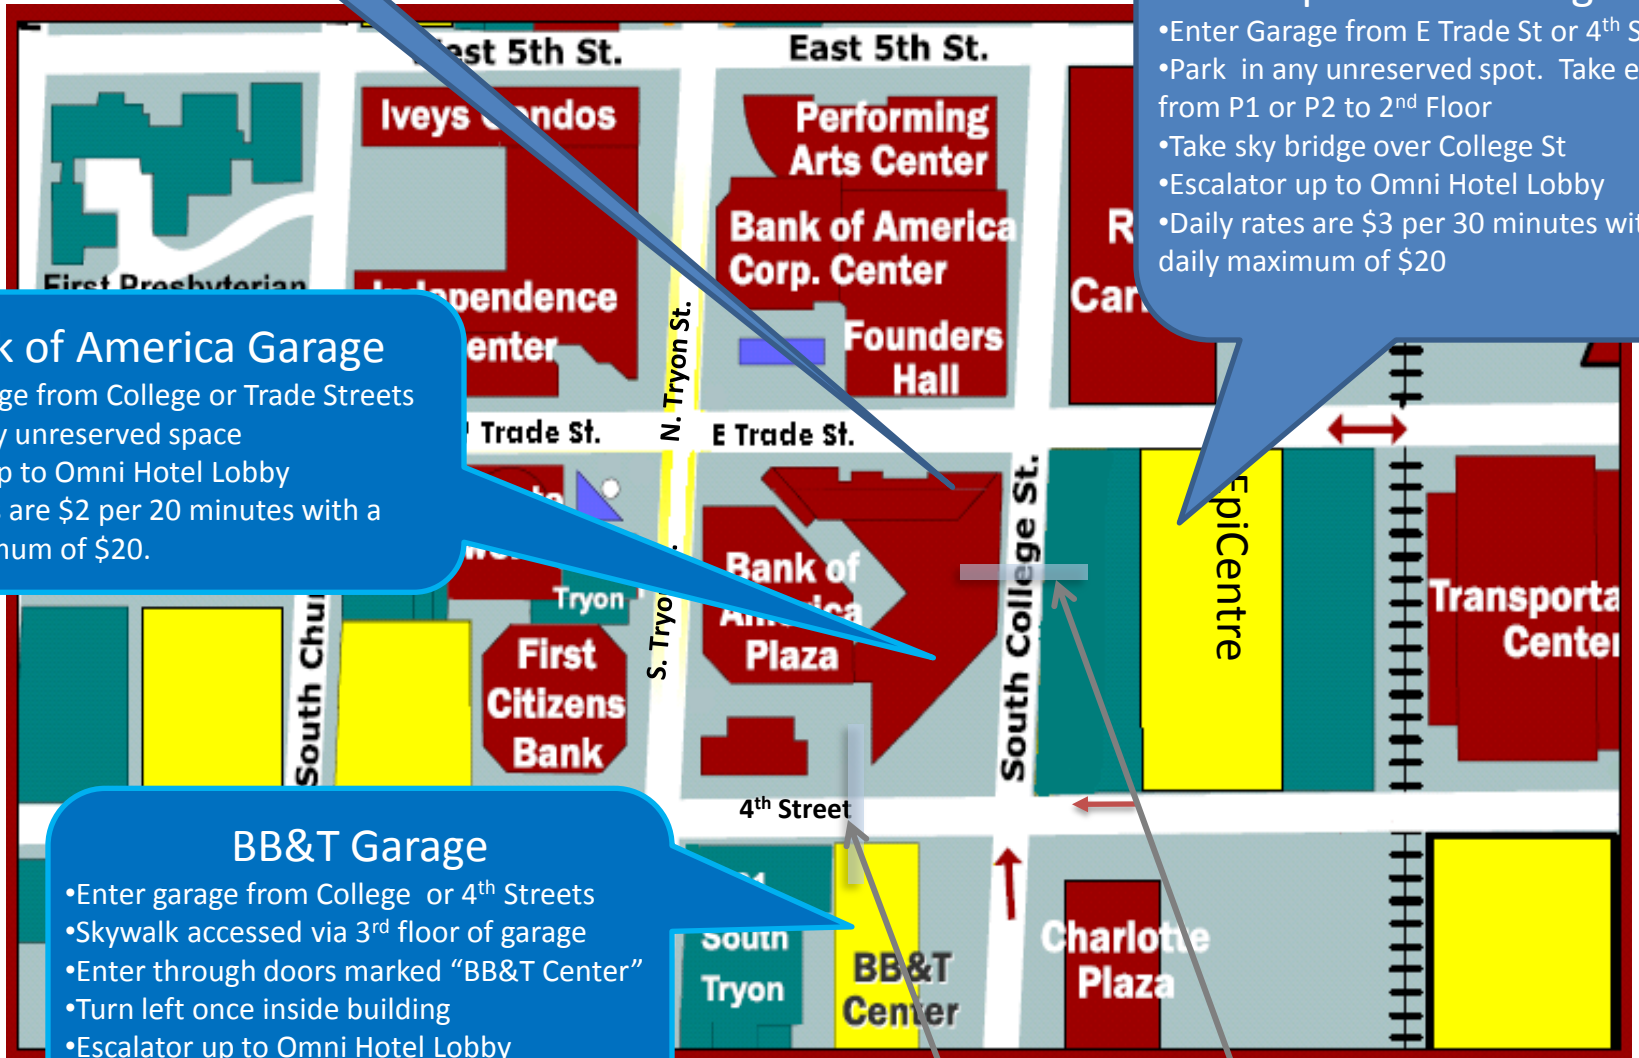 West 5th St.
East 5th St.
Iveys Condos
Performing
Arts Center
•Enter Garage from E Trade St or 4th S
•Park in any unreserved spot. Take e
from P1 or P2 to 2nd Floor
•Take sky bridge over College St
•Escalator up to Omni Hotel Lobby
•Daily rates are $3 per 30 minutes wit
daily maximum of $20
Bank of America
Corp. Center
Founders
Hall
R
Car
First Presbyterian
Independence
Center
N. Tryon St.
k of America Garage
ge from College or Trade Streets
y unreserved space
p to Omni Hotel Lobby
s are $2 per 20 minutes with a
num of $20.
Trade St.
E Trade St.
Tryon
Bank of
America
Plaza
S. Tryo
South College St.
EpiCentre
Transporta
Center
South Chur
First
Citizens
Bank
4th Street
BB&T Garage
•Enter garage from College or 4th Streets
•Skywalk accessed via 3rd floor of garage
•Enter through doors marked “BB&T Center”
•Turn left once inside building
•Escalator up to Omni Hotel Lobby
South
Tryon
BB&T
Center
Charlotte
Plaza